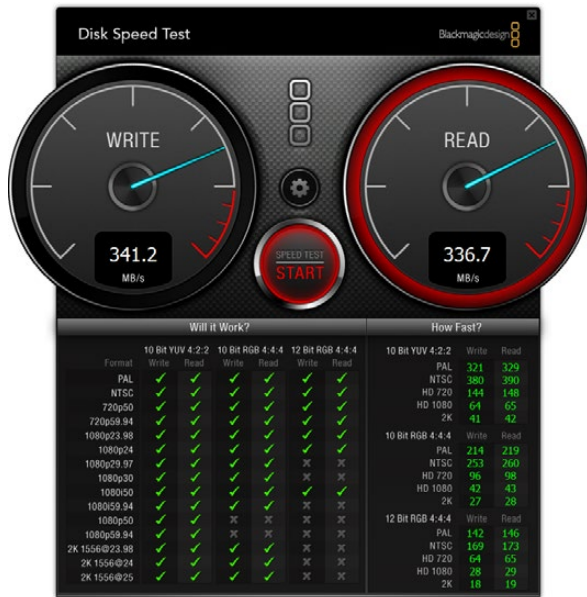 Disk Speed Test
Blackmagicdesign
WRITE
READ
341.2
MB/s
336.7
MB/s
SPEED TEST
START
Will it Work?
10 Bit YUV 4:2:2 10 Bit RGB 4:4:4 12 Bit RGB 4:4:4
Format Write Read Write Read Write Read
PAL ✓ ✓ ✓ ✓ ✓ ✓
NTSC ✓ ✓ ✓ ✓ ✓ ✓
720p50 ✓ ✓ ✓ ✓ ✓ ✓
720p59.94 ✓ ✓ ✓ ✓ ✓ ✓
1080p23.98 ✓ ✓ ✓ ✓ ✓ ✓
1080p24 ✓ ✓ ✓ ✓ ✓ ✓
1080p29.97 ✓ ✓ ✓ ✓ x x
1080p30 ✓ ✓ ✓ ✓ x x
1080i50 ✓ ✓ ✓ ✓ ✓ ✓
1080i59.94 ✓ ✓ ✓ ✓ x x
1080p50 ✓ ✓ x x x x
1080p59.94 ✓ ✓ x x x x
2K 1556@23.98 ✓ ✓ ✓ ✓ x x
2K 1556@24 ✓ ✓ ✓ ✓ x x
2K 1556@25 ✓ ✓ ✓ ✓ x x
How Fast?
10 Bit YUV 4:2:2 Write Read
PAL 321 329
NTSC 380 390
HD 720 144 148
HD 1080 64 65
2K 41 42
10 Bit RGB 4:4:4 Write Read
PAL 214 219
NTSC 253 260
HD 720 96 98
HD 1080 42 43
2K 27 28
12 Bit RGB 4:4:4 Write Read
PAL 142 146
NTSC 169 173
HD 720 64 65
HD 1080 28 29
2K 18 19